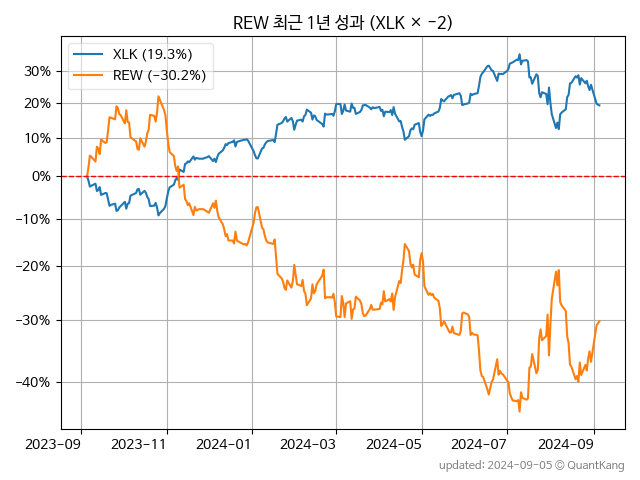 REW 최근 1년 성과 (XLK × −2)
XLK (19.3%)
REW (−30.2%)
30%
20%
10%
0%
−10%
−20%
−30%
−40%
2023-09 2023-11 2024-01 2024-03 2024-05 2024-07 2024-09
updated: 2024-09-05 © QuantKang